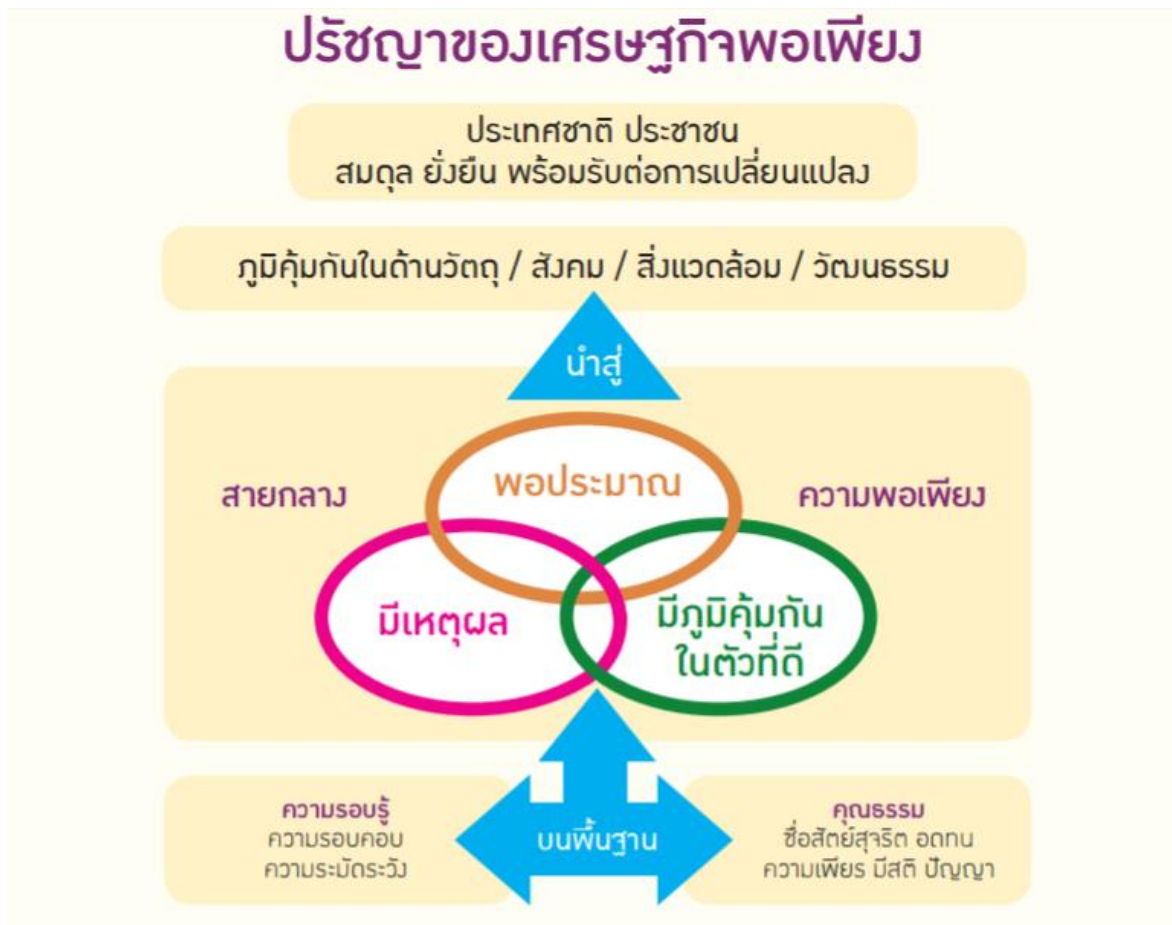 ปรัชญาของเศรษฐกิจพอเพียง
ประเทศชาติ ประชาชน
สมดุล ยั่งยืน พร้อมรับต่อการเปลี่ยนแปลง
ภูมิคุ้มกันในด้านวัตถุ / สังคม / สิ่งแวดล้อม / วัฒนธรรม
นำสู่
สายกลาง
พอประมาณ
ความพอเพียง
มีเหตุผล
มีภูมิคุ้มกัน
ในตัวที่ดี
ความรอบรู้
ความรอบคอบ
ความระมัดระวัง
บนพื้นฐาน
คุณธรรม
ซื่อสัตย์สุจริต อดทน
ความเพียร มีสติ ปัญญา